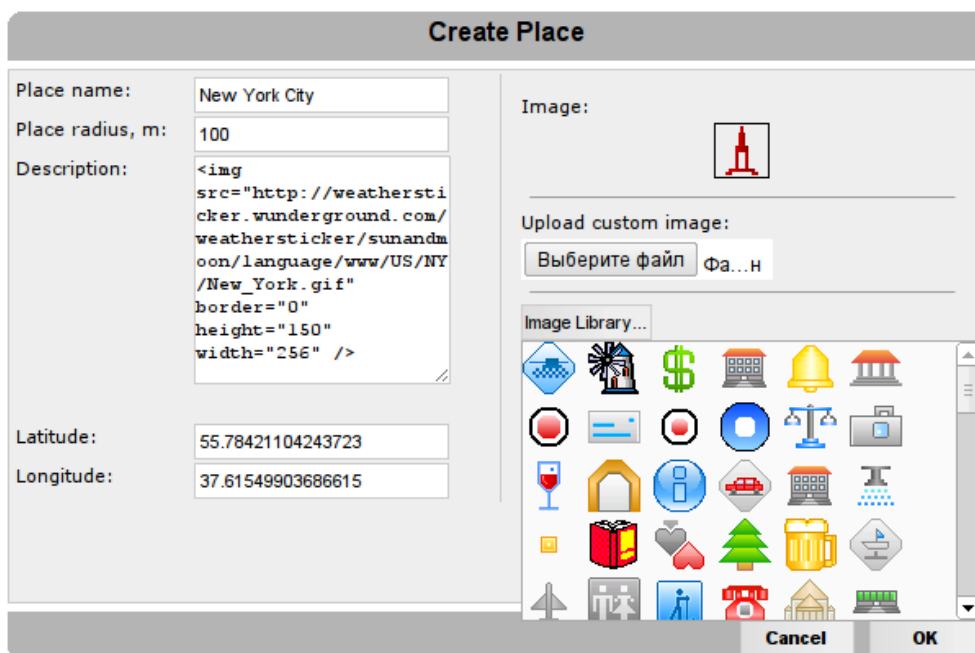 Create Place
Place name:
New York City
Place radius, m:
100
Description:
<img
src="http://weathersti
cker.wunderground.com/
weathersticker/sunandm
oon/language/www/US/NY
/New_York.gif"
border="0"
height="150"
width="256" />
Latitude:
55.78421104243723
Longitude:
37.61549903686615
Image:
Upload custom image:
Выберите файл Фа...н
Image Library...
Cancel OK